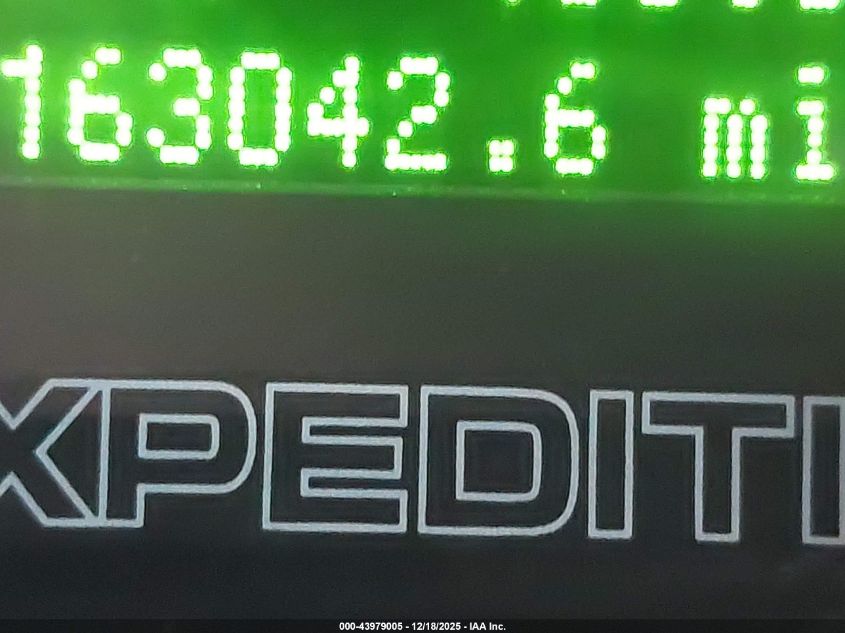 163042.6 mi
XPEDITI
000-43979005 - 12/18/2025 - IAA Inc.